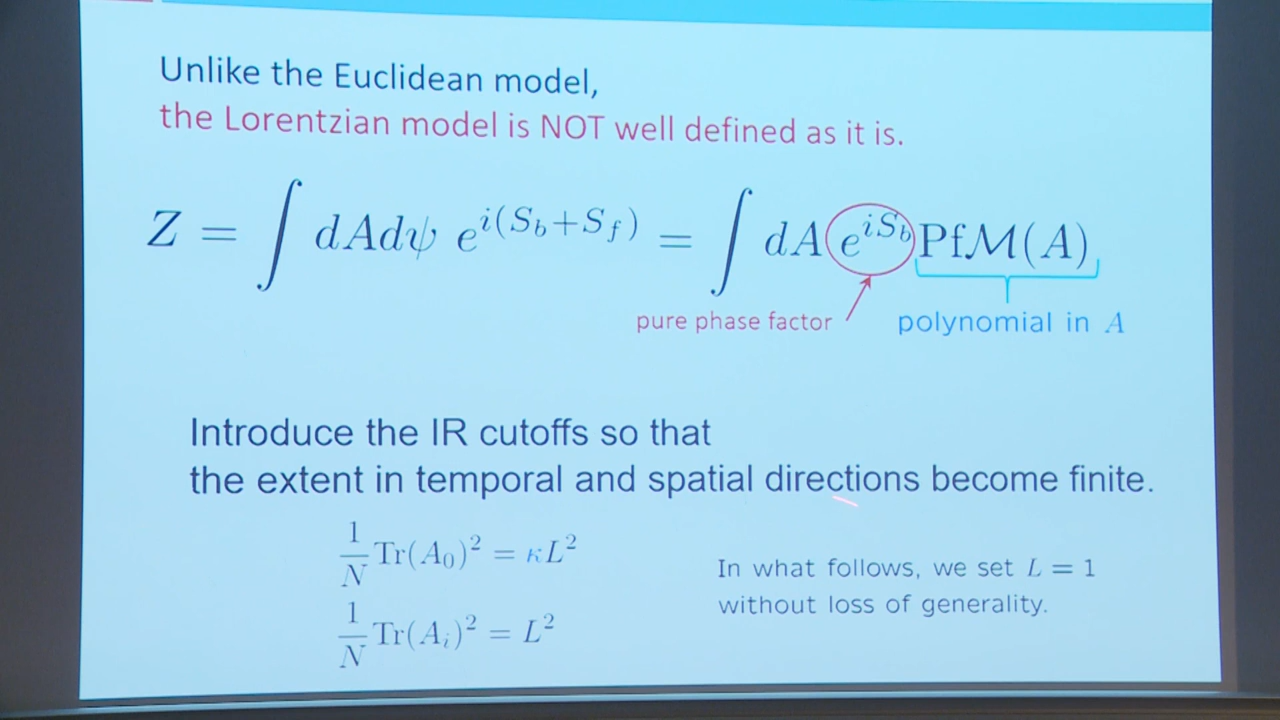 Unlike the Euclidean model,
the Lorentzian model is NOT well defined as it is.
Z = ∫ dAdψ e^{i(S_b+S_f)} = ∫ dA e^{iS_b} Pf𝓜(A)
pure phase factor
polynomial in A
Introduce the IR cutoffs so that
the extent in temporal and spatial directions become finite.
1/N Tr(A_0)^2 = κL^2
1/N Tr(A_i)^2 = L^2
In what follows, we set L = 1
without loss of generality.